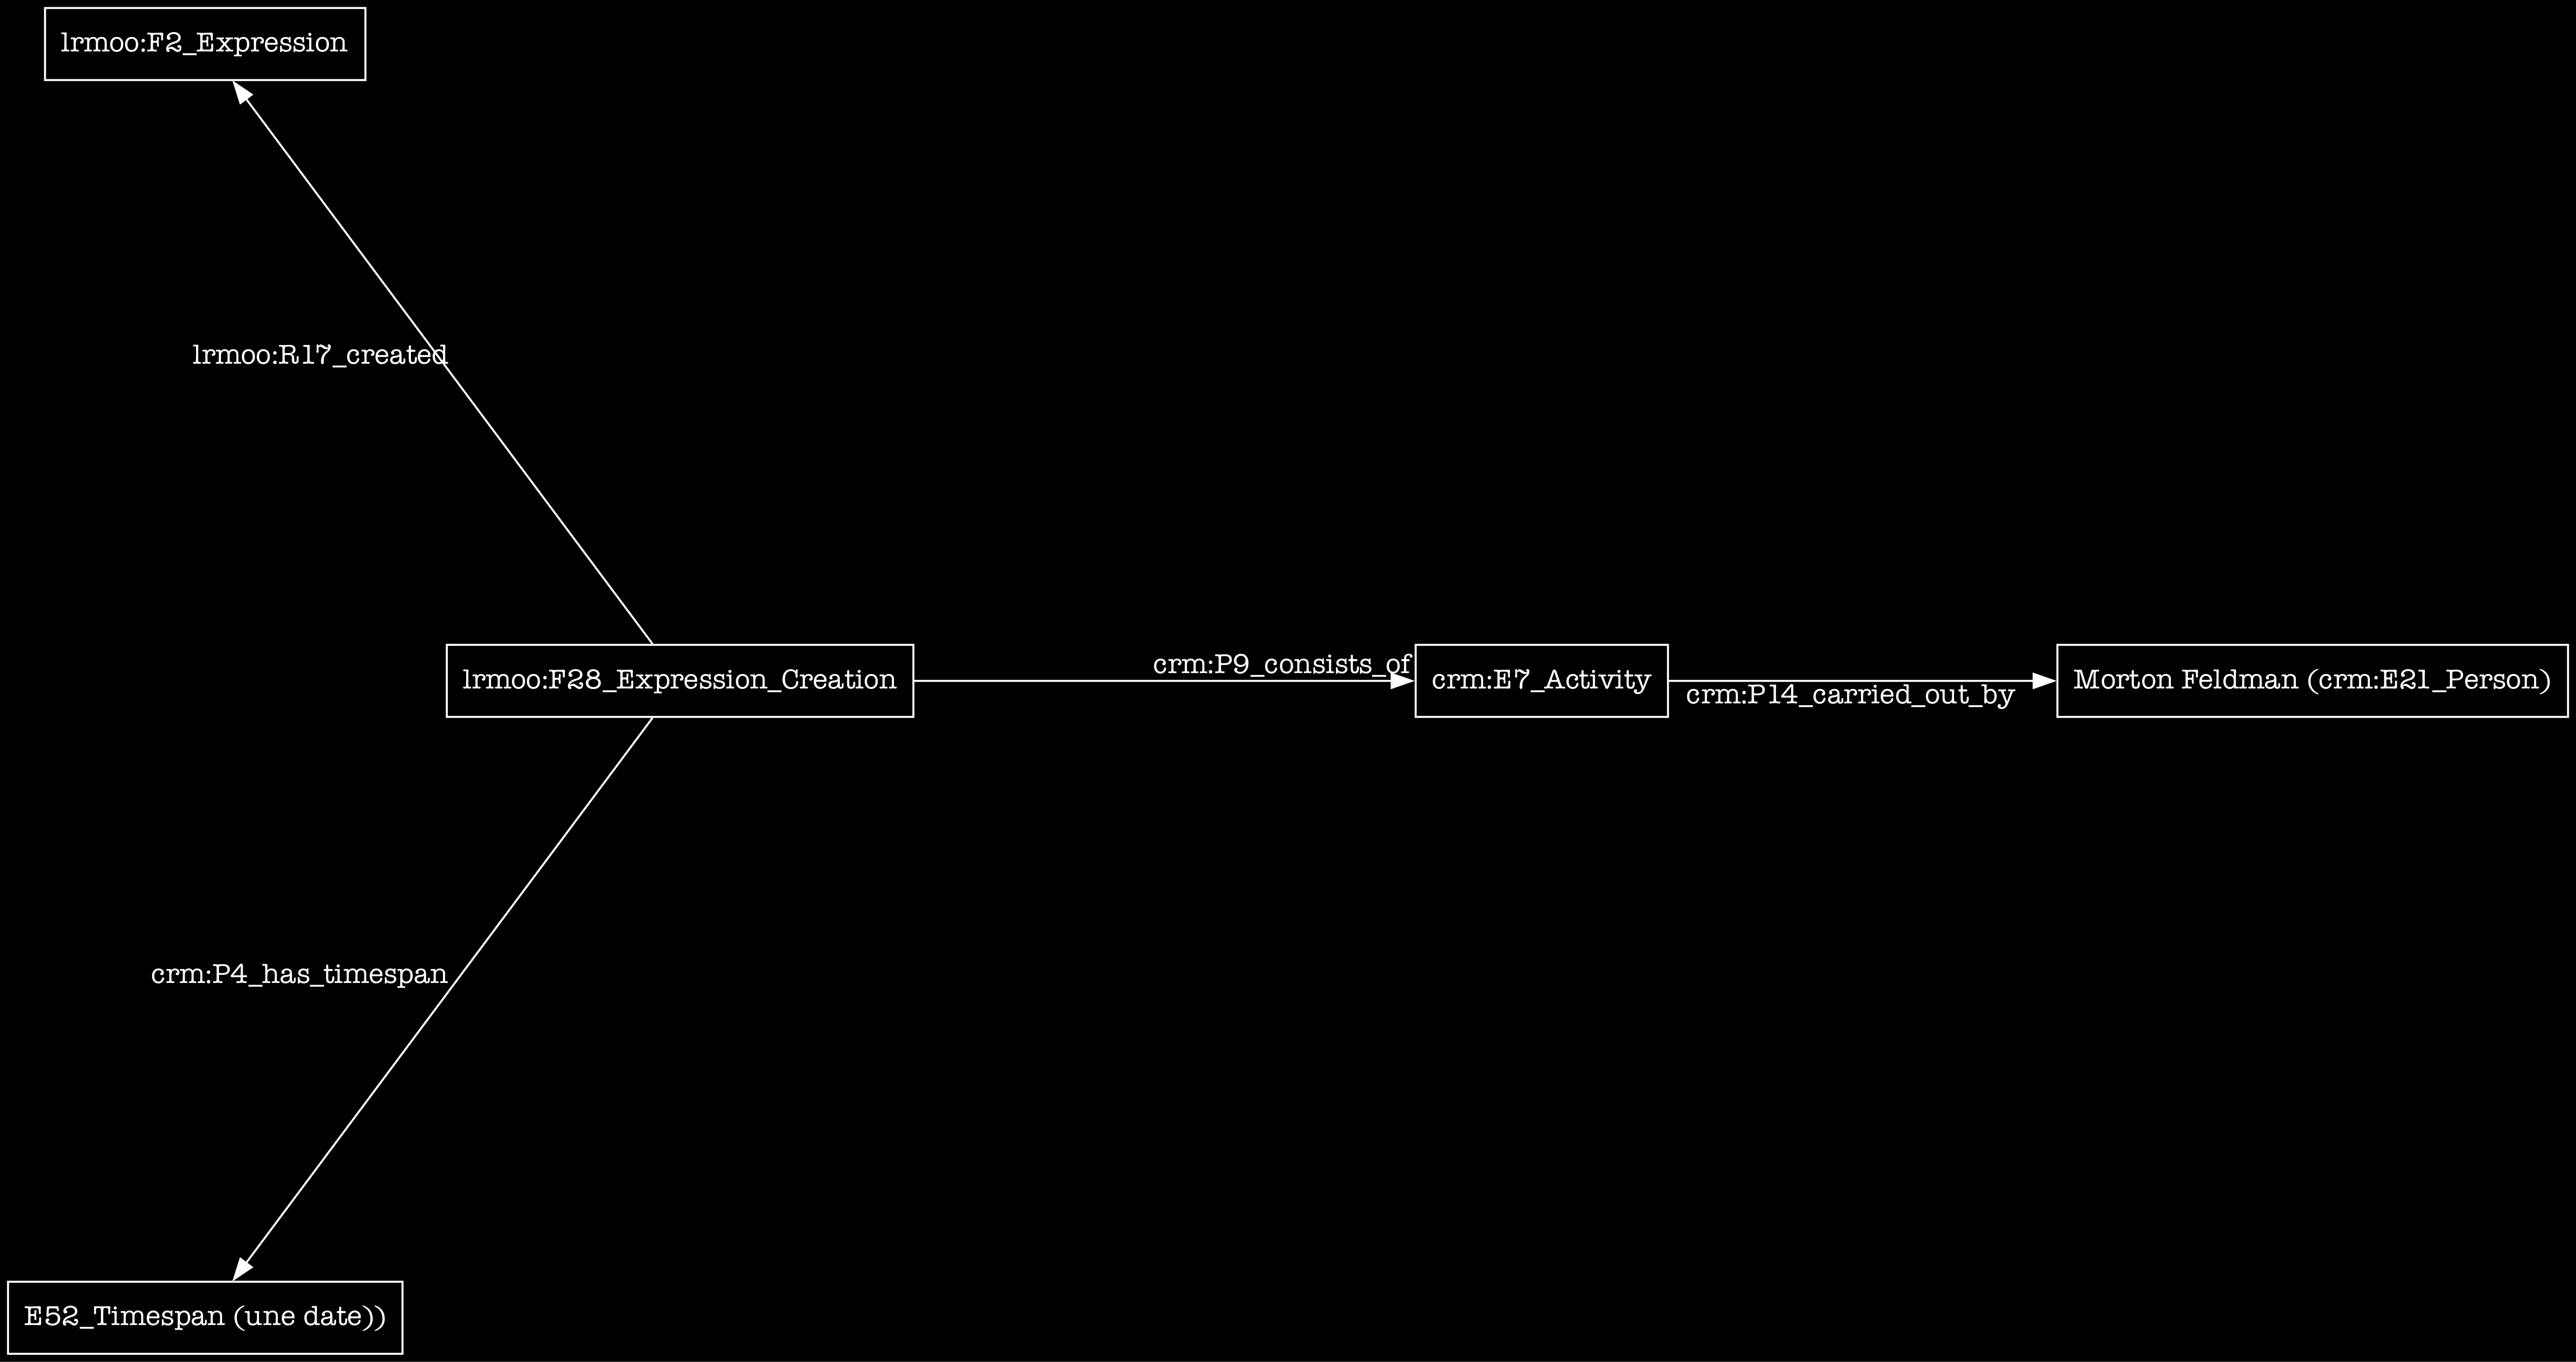 lrmoo:F2_Expression
lrmoo:R17_created
lrmoo:F28_Expression_Creation
crm:P9_consists_of
crm:E7_Activity
crm:P14_carried_out_by
Morton Feldman (crm:E21_Person)
crm:P4_has_timespan
E52_Timespan (une date))